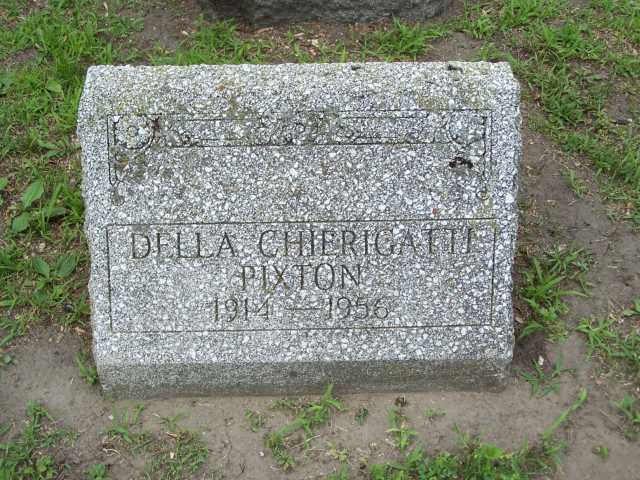 DELLA CHIERIGATTI
PIXTON
1914 — 1956